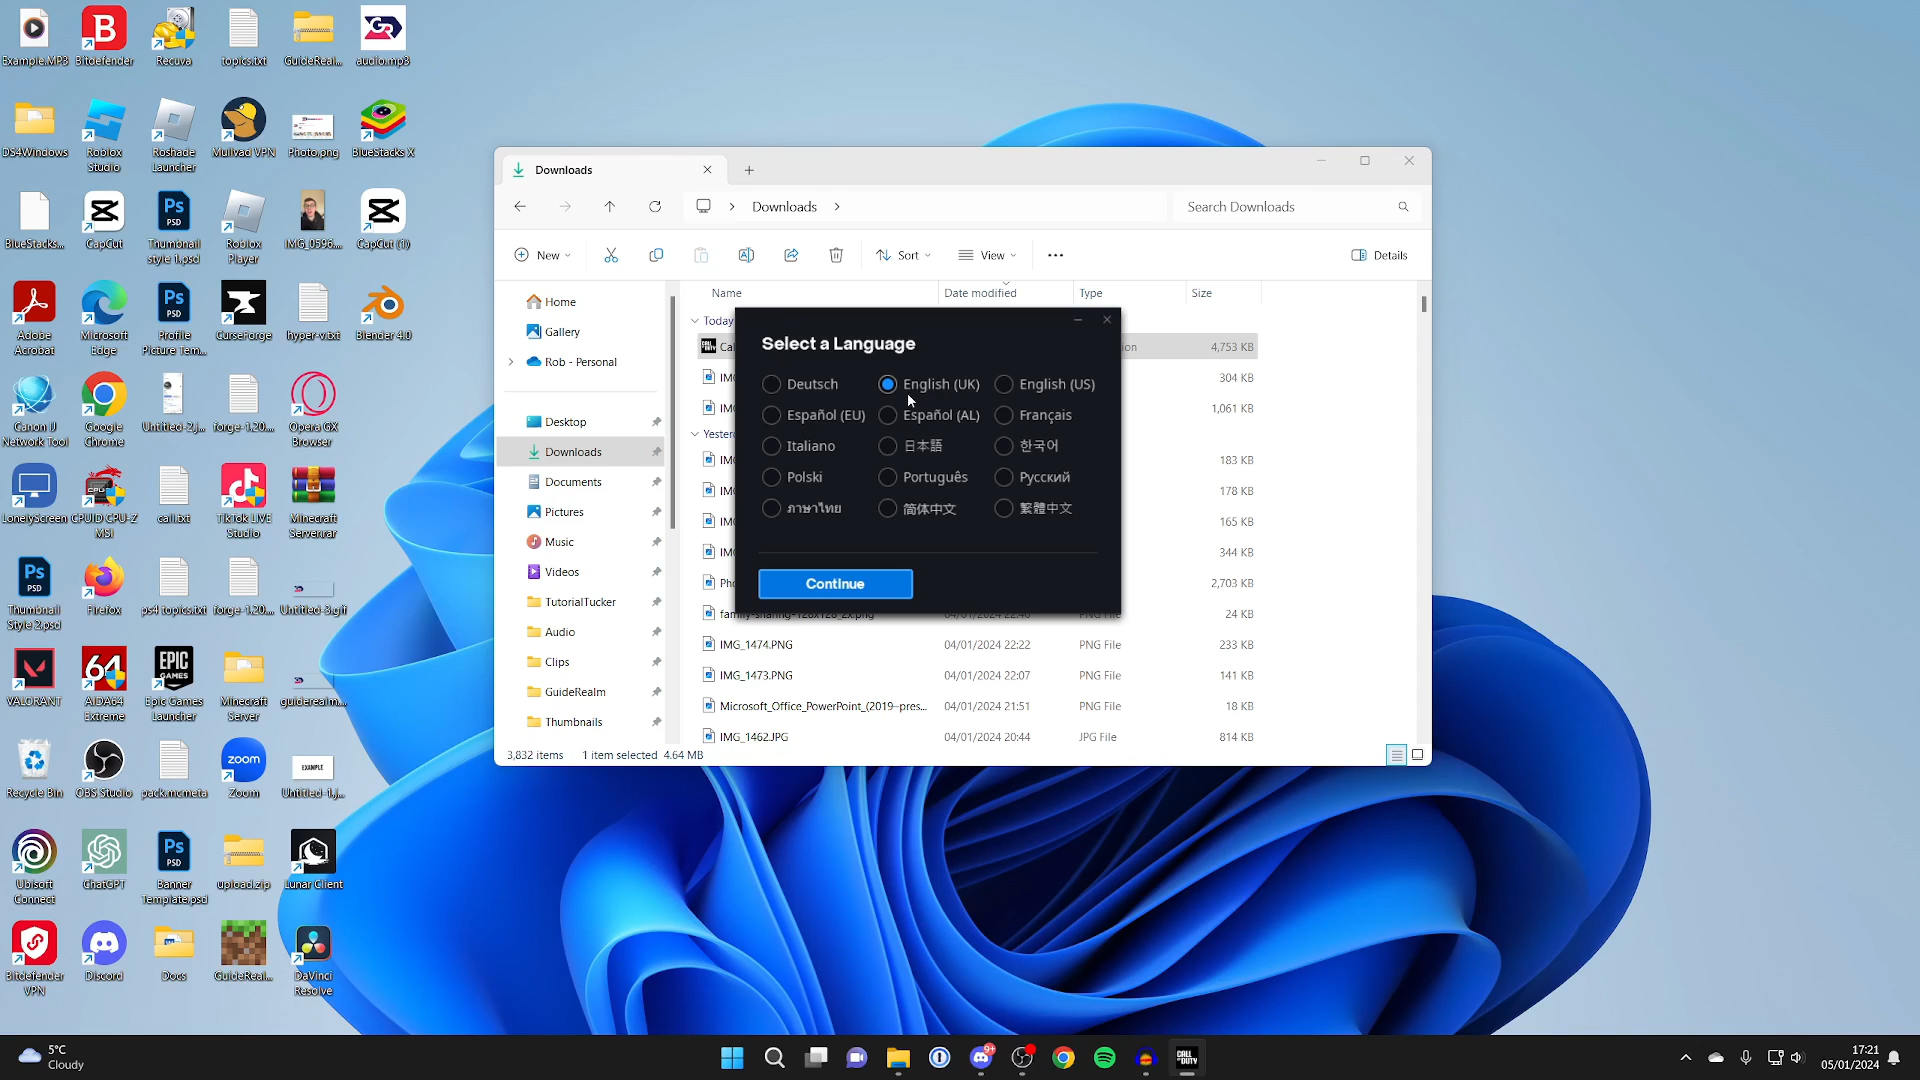 Example.MP3
Bitdefender
Recuva
topics.txt
GuideReal...
audio.mp3
DS4Windows
Roblox Studio
Roshade Launcher
Mullvad VPN
Photo.png
BlueStacks X
BlueStacks...
CapCut
Thumbnail style 1.psd
Roblox Player
IMG_0596....
CapCut (1)
Adobe Acrobat
Microsoft Edge
Profile Picture Tem...
CurseForge
hyper-v.txt
Blender 4.0
Canon IJ Network Tool
Google Chrome
Untitled-2.j...
forge-1.20....
Opera GX Browser
LonelyScreen
CPUID CPU-Z MSI
call.txt
TikTok LIVE Studio
Minecraft Server.rar
Thumbnail Style 2.psd
Firefox
ps4 topics.txt
forge-1.20....
Untitled-3.gif
VALORANT
AIDA64 Extreme
Epic Games Launcher
Minecraft Server
guiderealm...
Recycle Bin
OBS Studio
pack.mcmeta
Zoom
Untitled-1.j...
Ubisoft Connect
ChatGPT
Banner Template.psd
upload.zip
Lunar Client
Bitdefender VPN
Discord
Docs
GuideReal...
DaVinci Resolve
Downloads
Downloads
Search Downloads
New
Sort
View
Details
Name
Date modified
Type
Size
Home
Gallery
Rob - Personal
Desktop
Downloads
Documents
Pictures
Music
Videos
TutorialTucker
Audio
Clips
GuideRealm
Thumbnails
Today
4,753 KB
304 KB
1,061 KB
183 KB
178 KB
165 KB
344 KB
2,703 KB
24 KB
IMG_1474.PNG 04/01/2024 22:22 PNG File 233 KB
IMG_1473.PNG 04/01/2024 22:07 PNG File 141 KB
Microsoft_Office_PowerPoint_(2019–pres... 04/01/2024 21:51 PNG File 18 KB
IMG_1462.JPG 04/01/2024 20:44 JPG File 814 KB
3,832 items 1 item selected 4.64 MB
Select a Language
Deutsch English (UK) English (US)
Español (EU) Español (AL) Français
Italiano 日本語 한국어
Polski Português Русский
ภาษาไทย 简体中文 繁體中文
Continue
5°C
Cloudy
CALL OF DUTY
17:21
05/01/2024